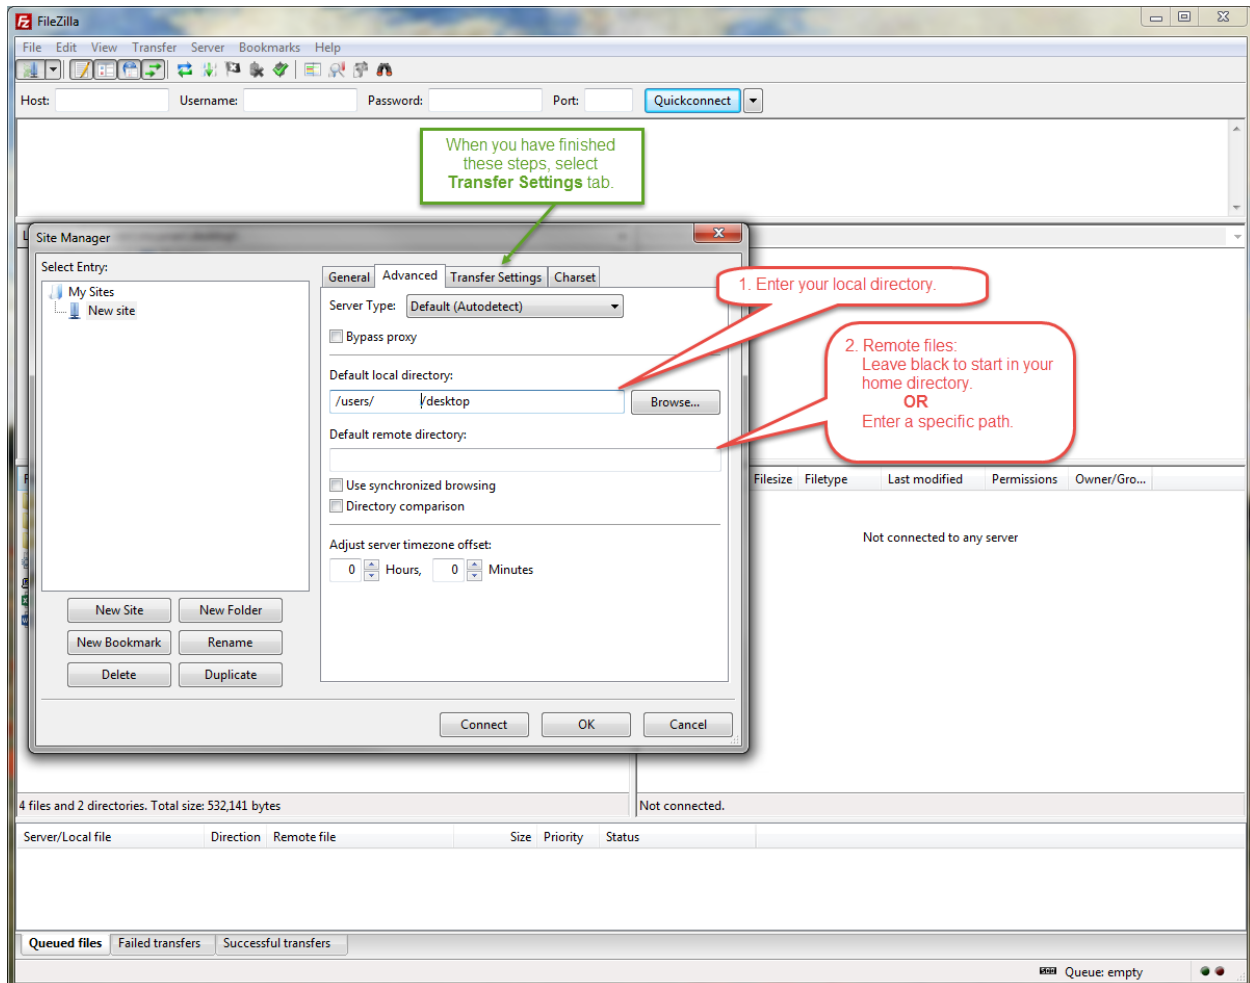 FileZilla
File Edit View Transfer Server Bookmarks Help
Host: Username: Password: Port: Quickconnect
When you have finished
these steps, select
Transfer Settings tab.
Site Manager
Select Entry:
My Sites
New site
General Advanced Transfer Settings Charset
Server Type: Default (Autodetect)
Bypass proxy
Default local directory:
/users/ /desktop Browse...
Default remote directory:
Use synchronized browsing
Directory comparison
Adjust server timezone offset:
0 Hours, 0 Minutes
New Site New Folder
New Bookmark Rename
Delete Duplicate
Connect OK Cancel
1. Enter your local directory.
2. Remote files:
Leave black to start in your
home directory.
OR
Enter a specific path.
Filesize Filetype Last modified Permissions Owner/Gro...
Not connected to any server
4 files and 2 directories. Total size: 532,141 bytes
Not connected.
Server/Local file Direction Remote file Size Priority Status
Queued files Failed transfers Successful transfers
Queue: empty